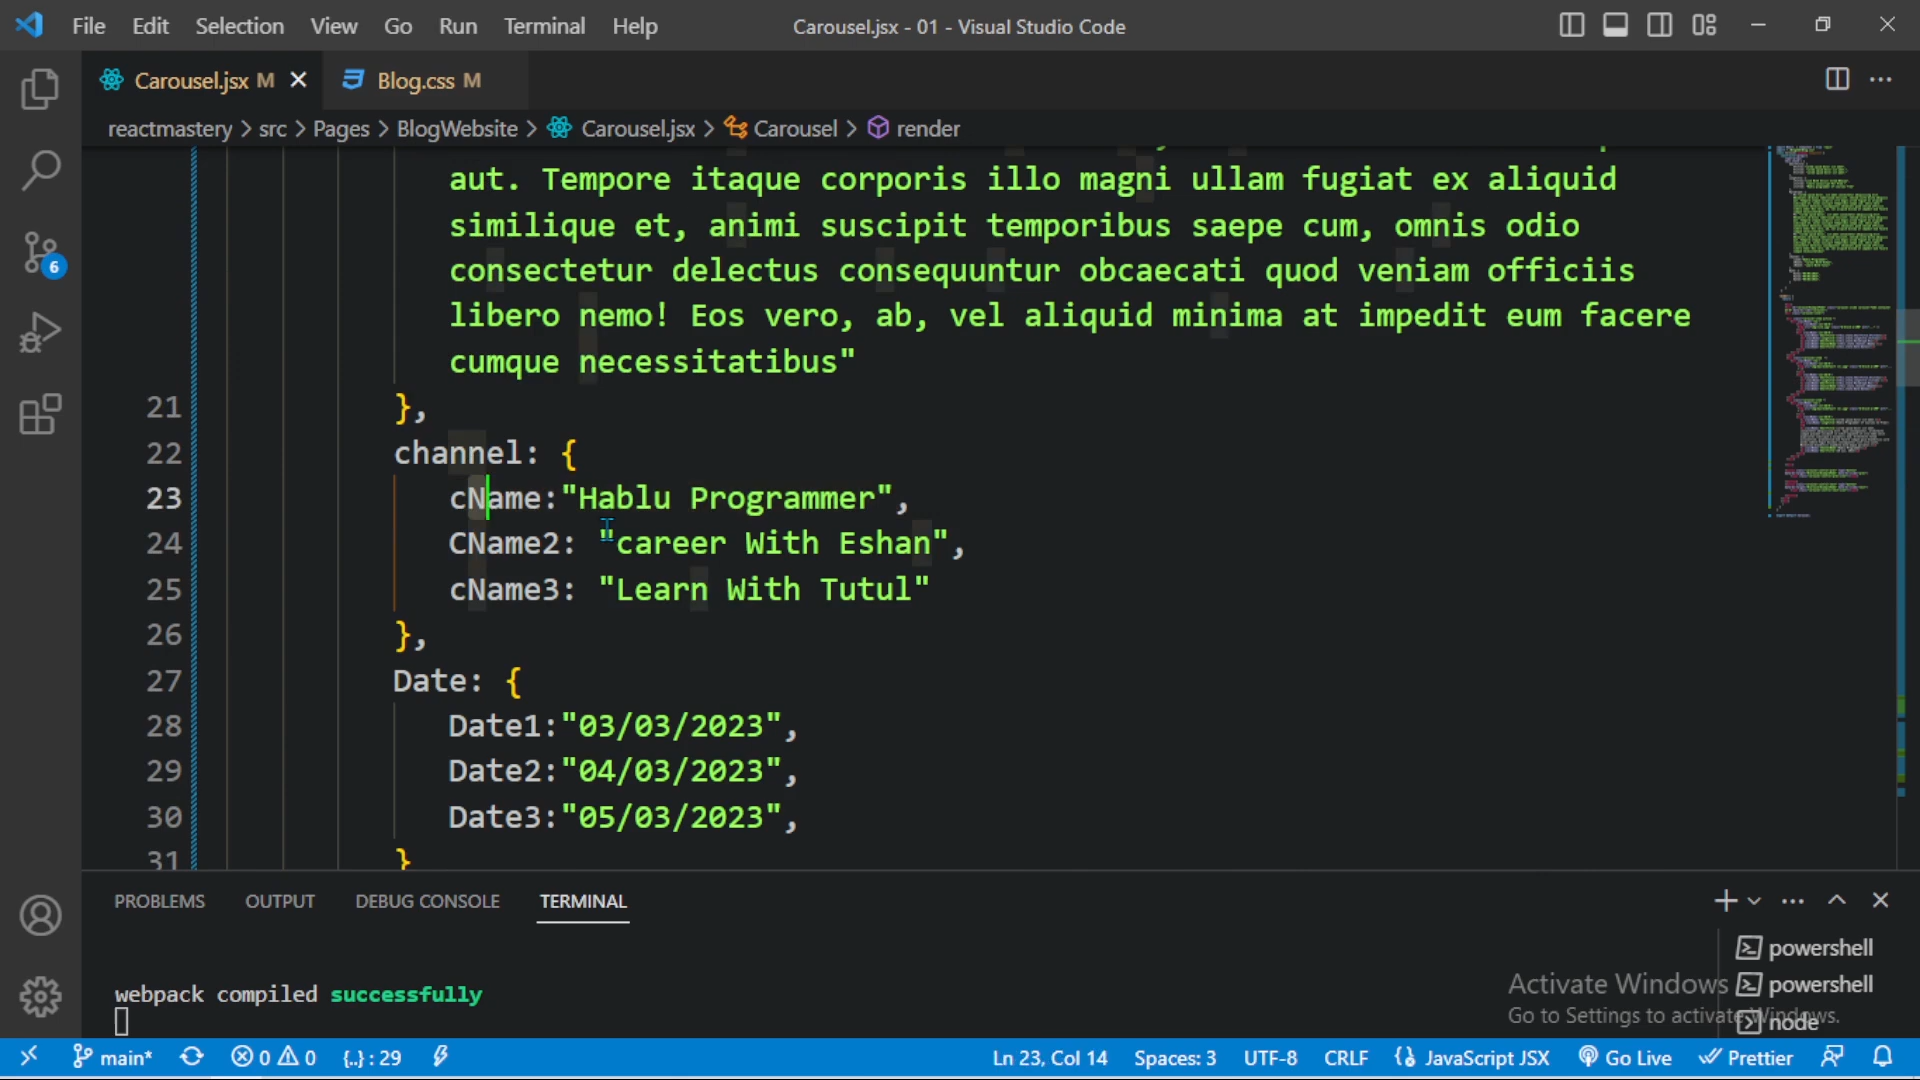 File Edit Selection View Go Run Terminal Help Carousel.jsx - 01 - Visual Studio Code
Carousel.jsx M Blog.css M
reactmastery > src > Pages > BlogWebsite > Carousel.jsx > Carousel > render
aut. Tempore itaque corporis illo magni ullam fugiat ex aliquid
similique et, animi suscipit temporibus saepe cum, omnis odio
consectetur delectus consequuntur obcaecati quod veniam officiis
libero nemo! Eos vero, ab, vel aliquid minima at impedit eum facere
cumque necessitatibus"
21 },
22 channel: {
23 cName:"Hablu Programmer",
24 CName2: "career With Eshan",
25 cName3: "Learn With Tutul"
26 },
27 Date: {
28 Date1:"03/03/2023",
29 Date2:"04/03/2023",
30 Date3:"05/03/2023",
31 }
PROBLEMS OUTPUT DEBUG CONSOLE TERMINAL
powershell
webpack compiled successfully
powershell
node
Activate Windows
Go to Settings to activate Windows.
6
main* 0 0 {..} : 29 Ln 23, Col 14 Spaces: 3 UTF-8 CRLF JavaScript JSX Go Live Prettier